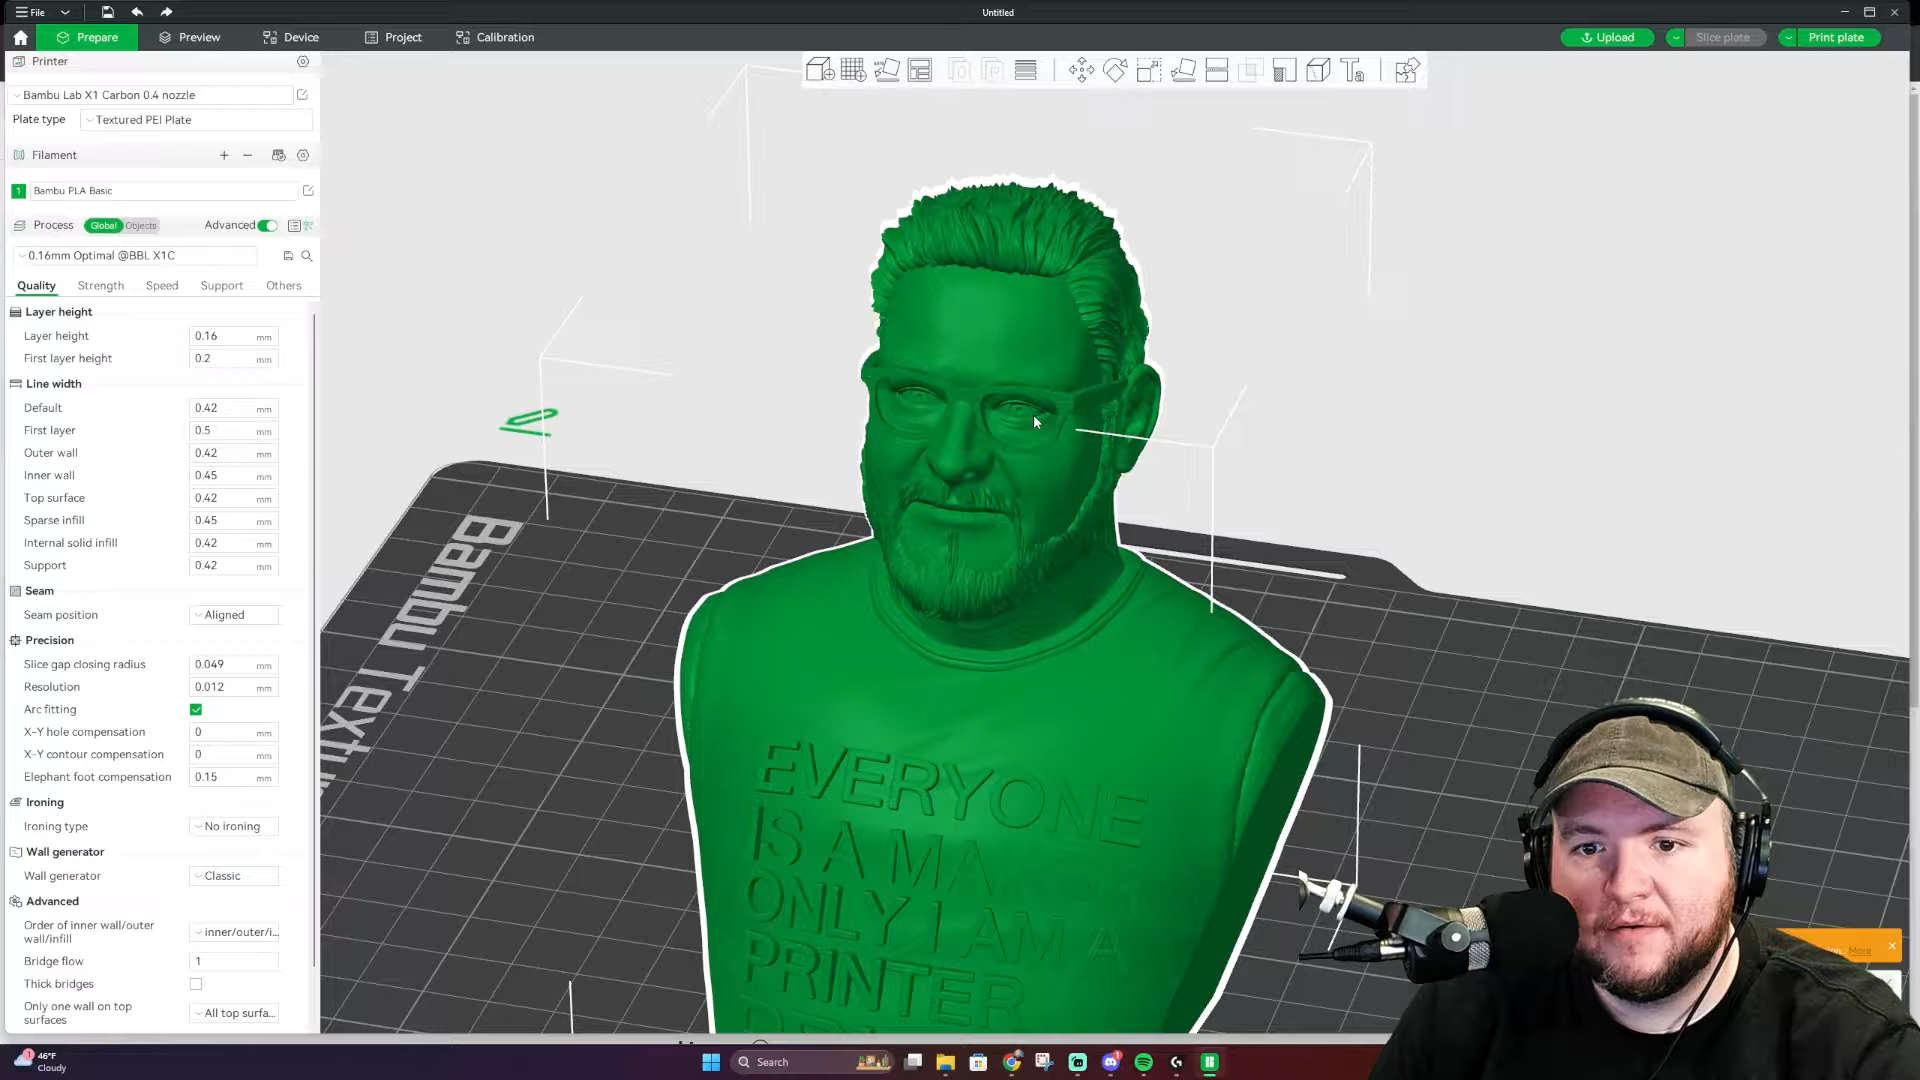 File
Untitled
Prepare
Preview
Device
Project
Calibration
Upload
Slice plate
Print plate
Printer
Bambu Lab X1 Carbon 0.4 nozzle
Plate type
Textured PEI Plate
Filament
1
Bambu PLA Basic
Process
Global
Objects
Advanced
0.16mm Optimal @BBL X1C
Quality
Strength
Speed
Support
Others
Layer height
Layer height 0.16 mm
First layer height 0.2 mm
Line width
Default 0.42 mm
First layer 0.5 mm
Outer wall 0.42 mm
Inner wall 0.45 mm
Top surface 0.42 mm
Sparse infill 0.45 mm
Internal solid infill 0.42 mm
Support 0.42 mm
Seam
Seam position Aligned
Precision
Slice gap closing radius 0.049 mm
Resolution 0.012 mm
Arc fitting
X-Y hole compensation 0 mm
X-Y contour compensation 0 mm
Elephant foot compensation 0.15 mm
Ironing
Ironing type No ironing
Wall generator
Wall generator Classic
Advanced
Order of inner wall/outer
wall/infill
inner/outer/i...
Bridge flow 1
Thick bridges
Only one wall on top
surfaces
All top surfa...
Bambu Textu
EVERYONE
IS A MA
ONLY I AM A
PRINTER
More
46°F
Cloudy
Search